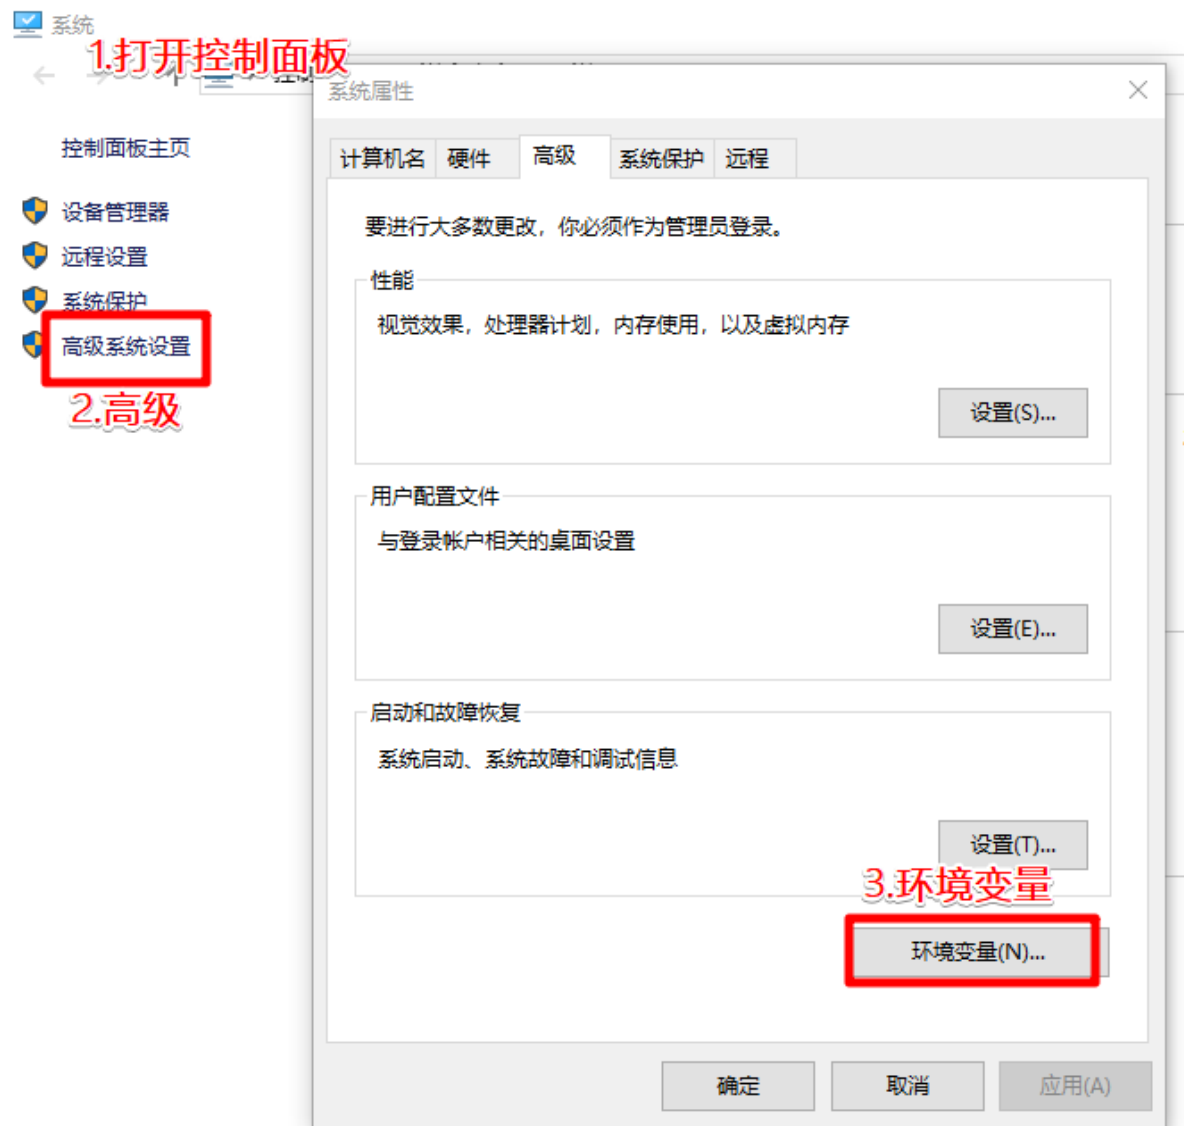 系统
1.打开控制面板
系统属性
控制面板主页
设备管理器
远程设置
系统保护
高级系统设置
2.高级
计算机名 硬件 高级 系统保护 远程
要进行大多数更改，你必须作为管理员登录。
性能
视觉效果，处理器计划，内存使用，以及虚拟内存
设置(S)...
用户配置文件
与登录帐户相关的桌面设置
设置(E)...
启动和故障恢复
系统启动、系统故障和调试信息
设置(T)...
3.环境变量
环境变量(N)...
确定 取消 应用(A)